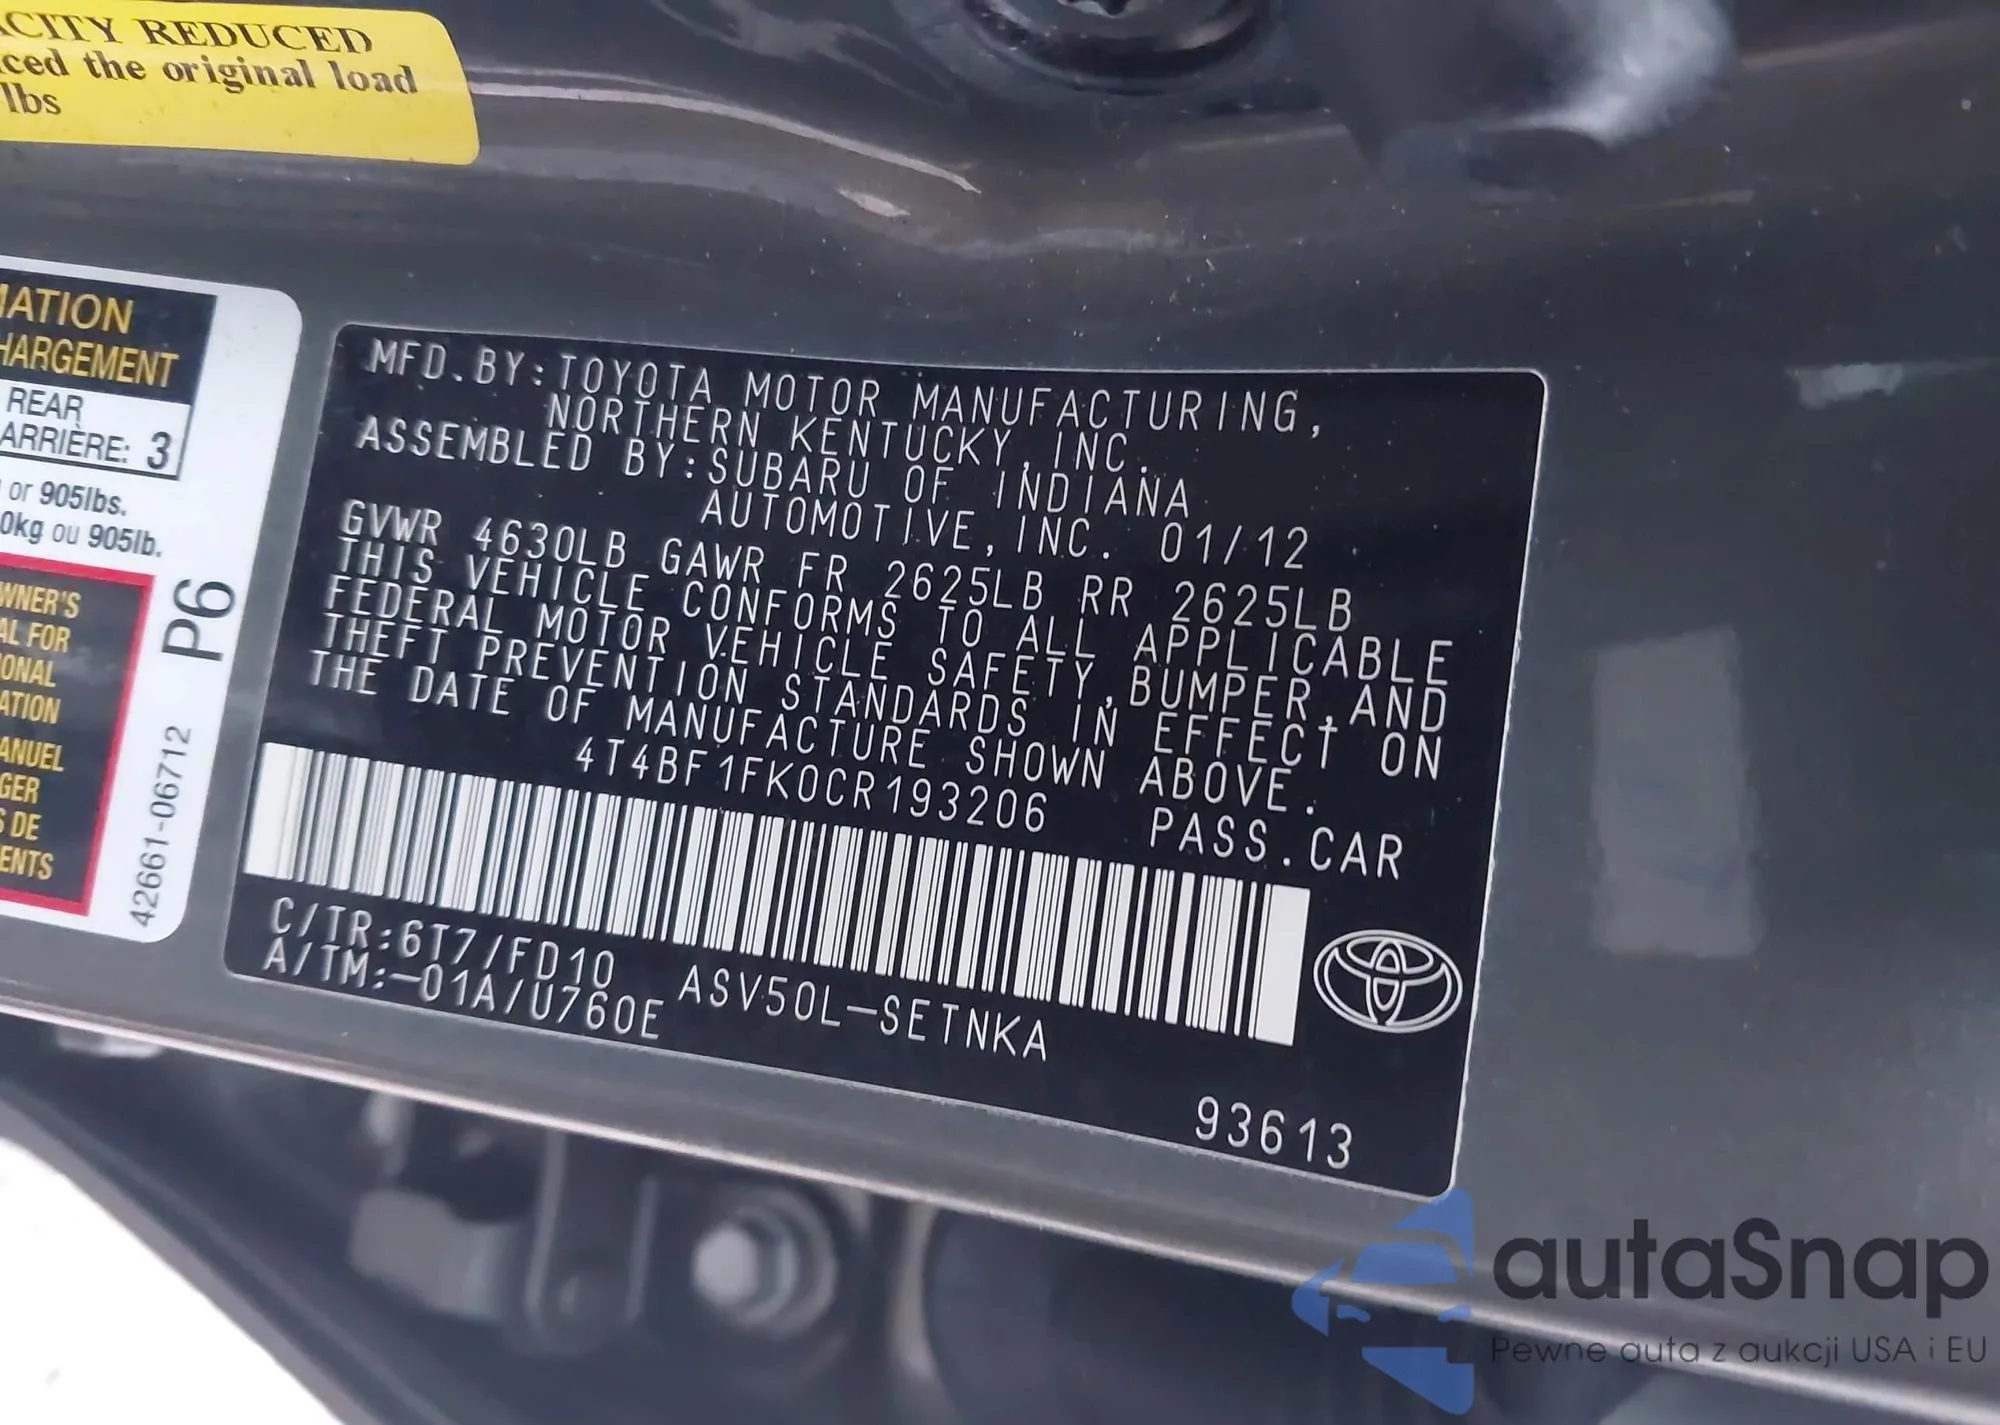 ACITY REDUCED
ced the original load
lbs
MATION
HARGEMENT
REAR
ARRIÈRE: 3
or 905lbs.
0kg ou 905lb.
WNER'S
AL FOR
IONAL
ATION
ANUEL
GER
S DE
ENTS
P6
42661-06712
MFD.BY:TOYOTA MOTOR MANUFACTURING,
NORTHERN KENTUCKY,INC.
ASSEMBLED BY:SUBARU OF INDIANA
AUTOMOTIVE,INC. 01/12
GVWR 4630LB GAWR FR 2625LB RR 2625LB
THIS VEHICLE CONFORMS TO ALL APPLICABLE
FEDERAL MOTOR VEHICLE SAFETY,BUMPER,AND
THEFT PREVENTION STANDARDS IN EFFECT ON
THE DATE OF MANUFACTURE SHOWN ABOVE.
4T4BF1FK0CR193206 PASS.CAR
C/TR:6T7/FD10 ASV50L-SETNKA
A/TM:-01A/U760E
93613
autaSnap
Pewne auta z aukcji USA i EU